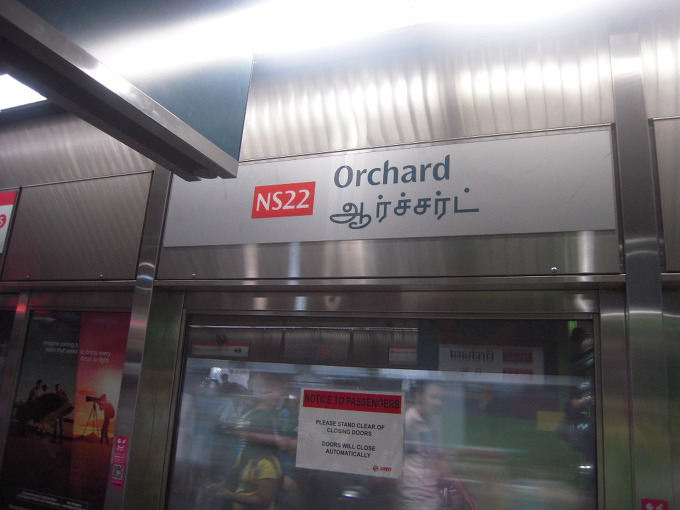 NS22
Orchard
ஆர்ச்சர்ட்
NOTICE TO PASSENGERS
PLEASE STAND CLEAR OF
CLOSING DOORS
DOORS WILL CLOSE
AUTOMATICALLY